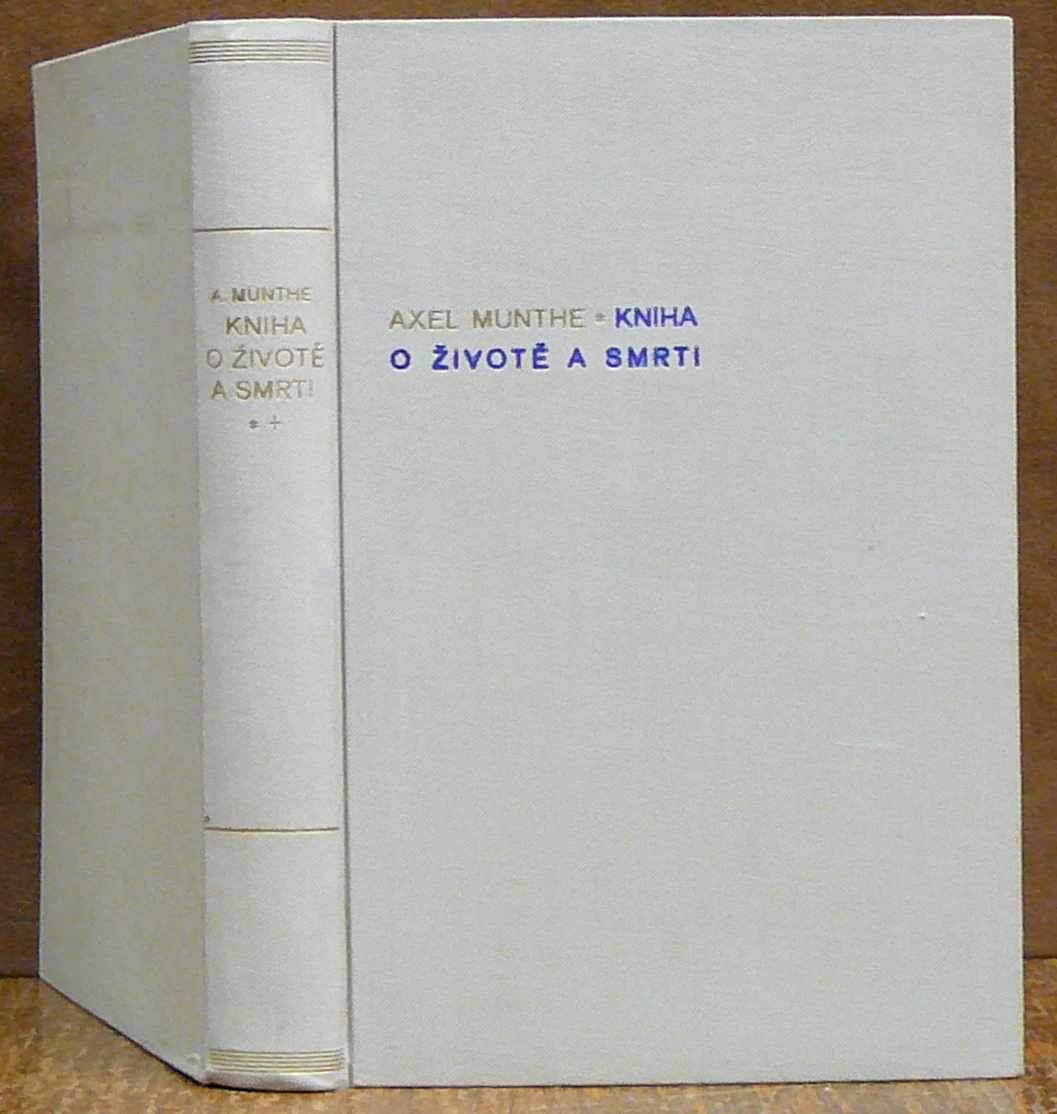 A. MUNTHE
KNIHA
O ŽIVOTĚ
A SMRTI
* +
AXEL MUNTHE * KNIHA
O ŽIVOTĚ A SMRTI